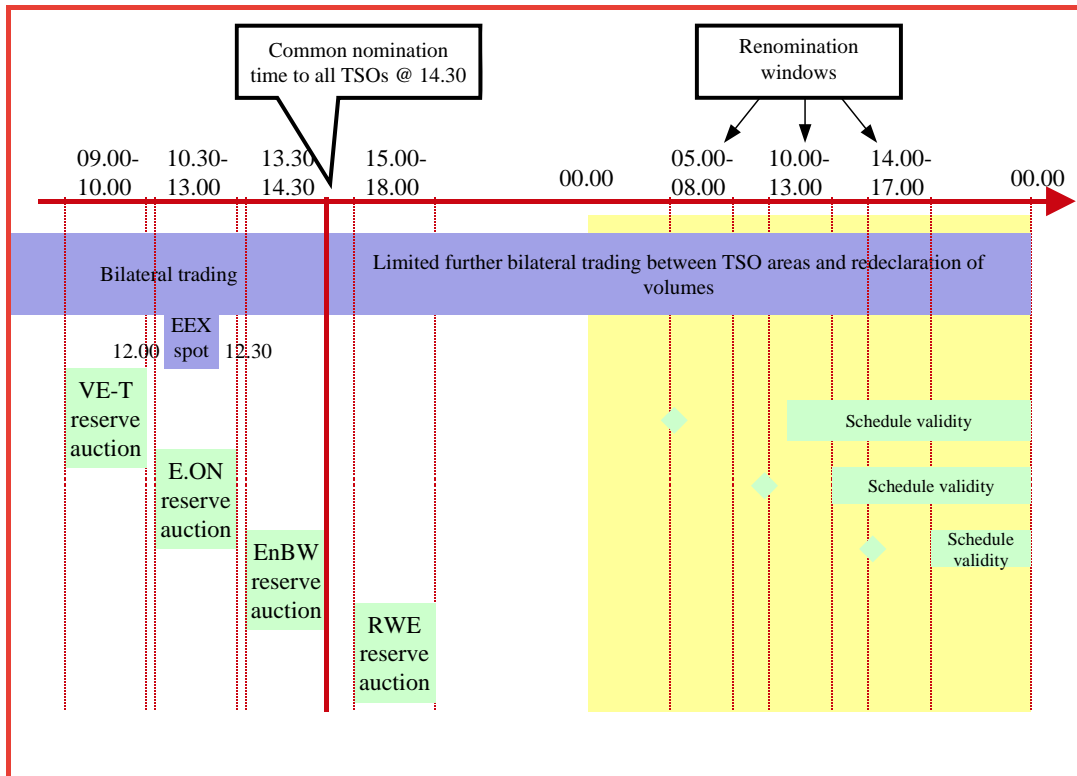 Common nomination
time to all TSOs @ 14.30
Renomination
windows
09.00-
10.00
10.30-
13.00
13.30
14.30
15.00-
18.00
00.00
05.00-
08.00
10.00-
13.00
14.00-
17.00
00.00
Bilateral trading
Limited further bilateral trading between TSO areas and redeclaration of
volumes
EEX
spot
12.00
12.30
VE-T
reserve
auction
E.ON
reserve
auction
EnBW
reserve
auction
RWE
reserve
auction
Schedule validity
Schedule validity
Schedule
validity